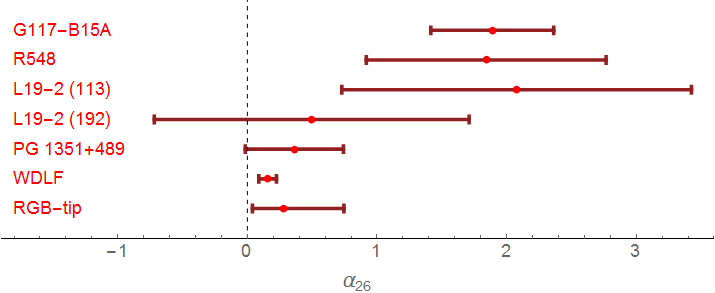 G117−B15A
R548
L19−2 (113)
L19−2 (192)
PG 1351+489
WDLF
RGB−tip
−1 0 1 2 3
α26